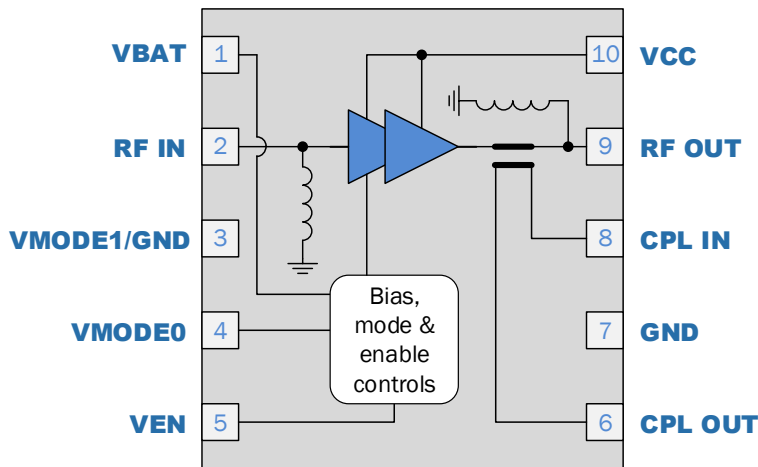 VBAT 1
10 VCC
RF IN 2
9 RF OUT
VMODE1/GND 3
8 CPL IN
Bias,
mode &
enable
controls
VMODE0 4
7 GND
VEN 5
6 CPL OUT